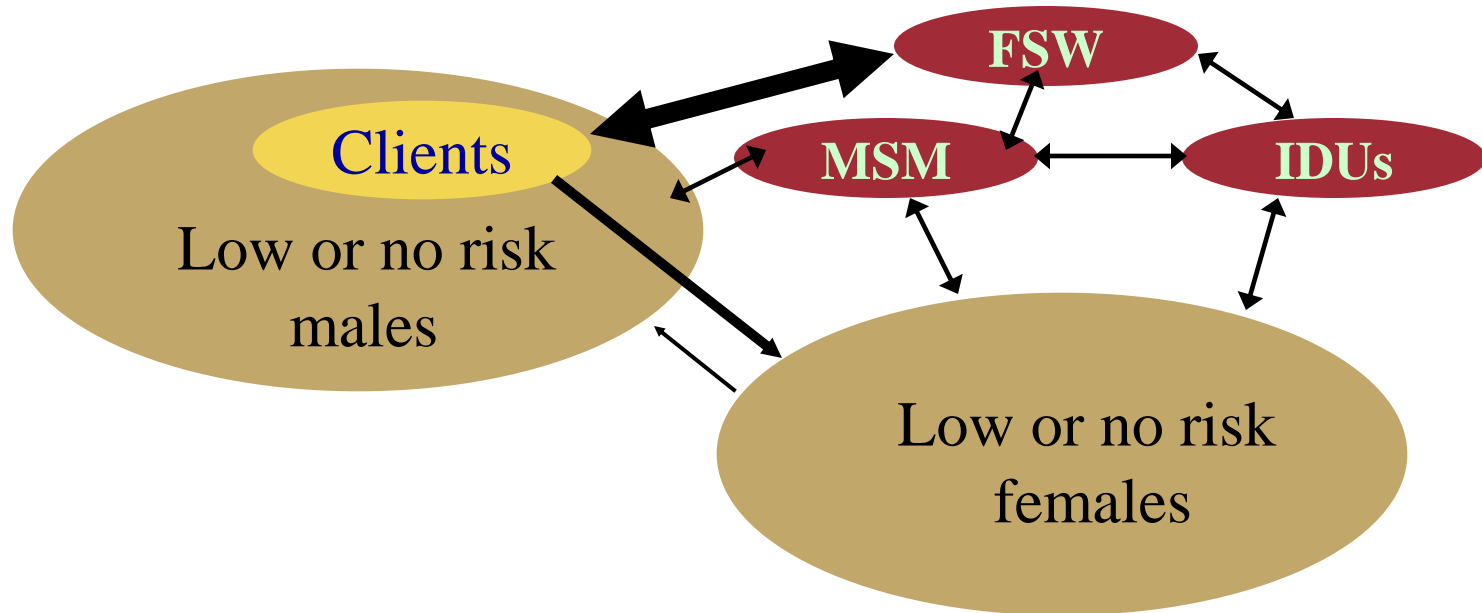 FSW
Clients
MSM
IDUs
Low or no risk
males
Low or no risk
females